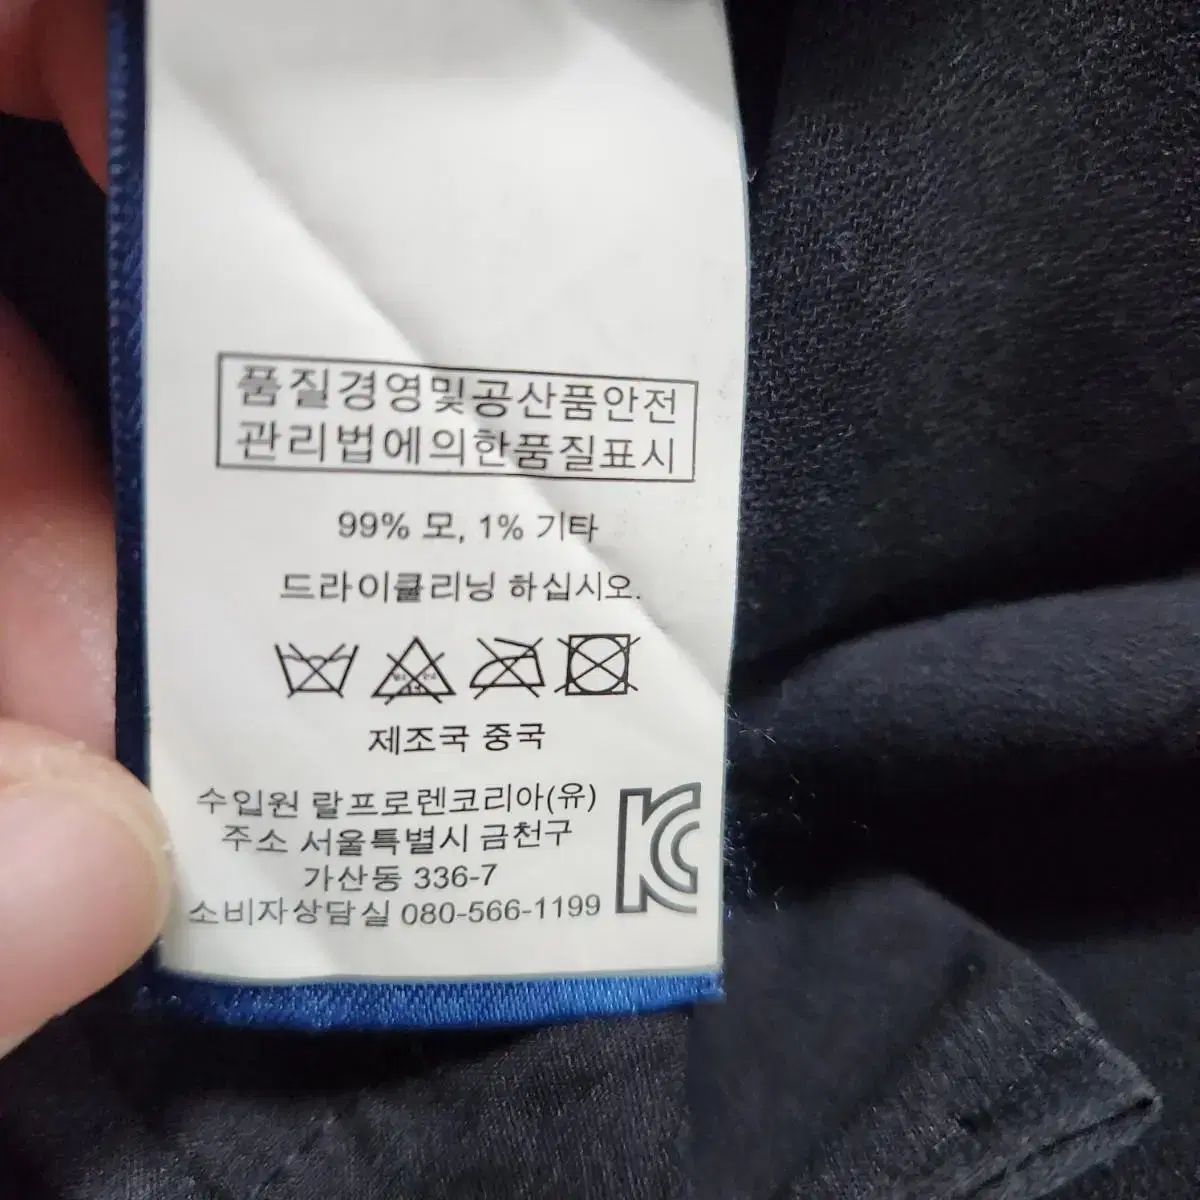 품질경영및공산품안전
관리법에의한품질표시
99% 모, 1% 기타
드라이클리닝 하십시오.
제조국 중국
수입원 랄프로렌코리아(유)
주소 서울특별시 금천구
가산동 336-7
소비자상담실 080-566-1199
KC